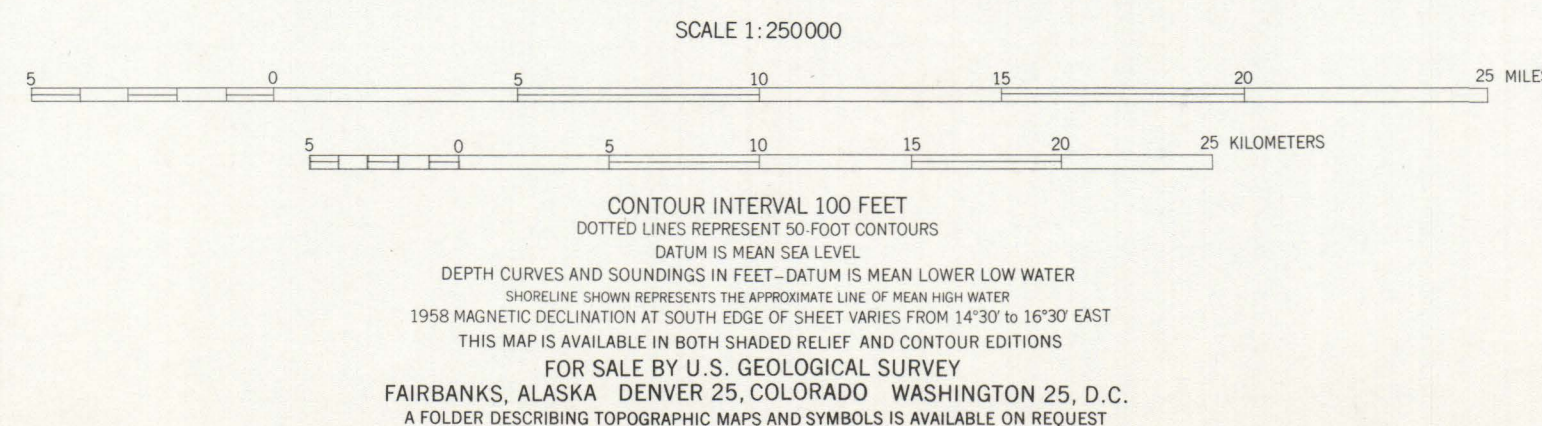 SCALE 1:250000
5 0 5 10 15 20 25 MILES
5 0 5 10 15 20 25 KILOMETERS
CONTOUR INTERVAL 100 FEET
DOTTED LINES REPRESENT 50-FOOT CONTOURS
DATUM IS MEAN SEA LEVEL
DEPTH CURVES AND SOUNDINGS IN FEET–DATUM IS MEAN LOWER LOW WATER
SHORELINE SHOWN REPRESENTS THE APPROXIMATE LINE OF MEAN HIGH WATER
1958 MAGNETIC DECLINATION AT SOUTH EDGE OF SHEET VARIES FROM 14°30' to 16°30' EAST
THIS MAP IS AVAILABLE IN BOTH SHADED RELIEF AND CONTOUR EDITIONS
FOR SALE BY U.S. GEOLOGICAL SURVEY
FAIRBANKS, ALASKA DENVER 25, COLORADO WASHINGTON 25, D.C.
A FOLDER DESCRIBING TOPOGRAPHIC MAPS AND SYMBOLS IS AVAILABLE ON REQUEST